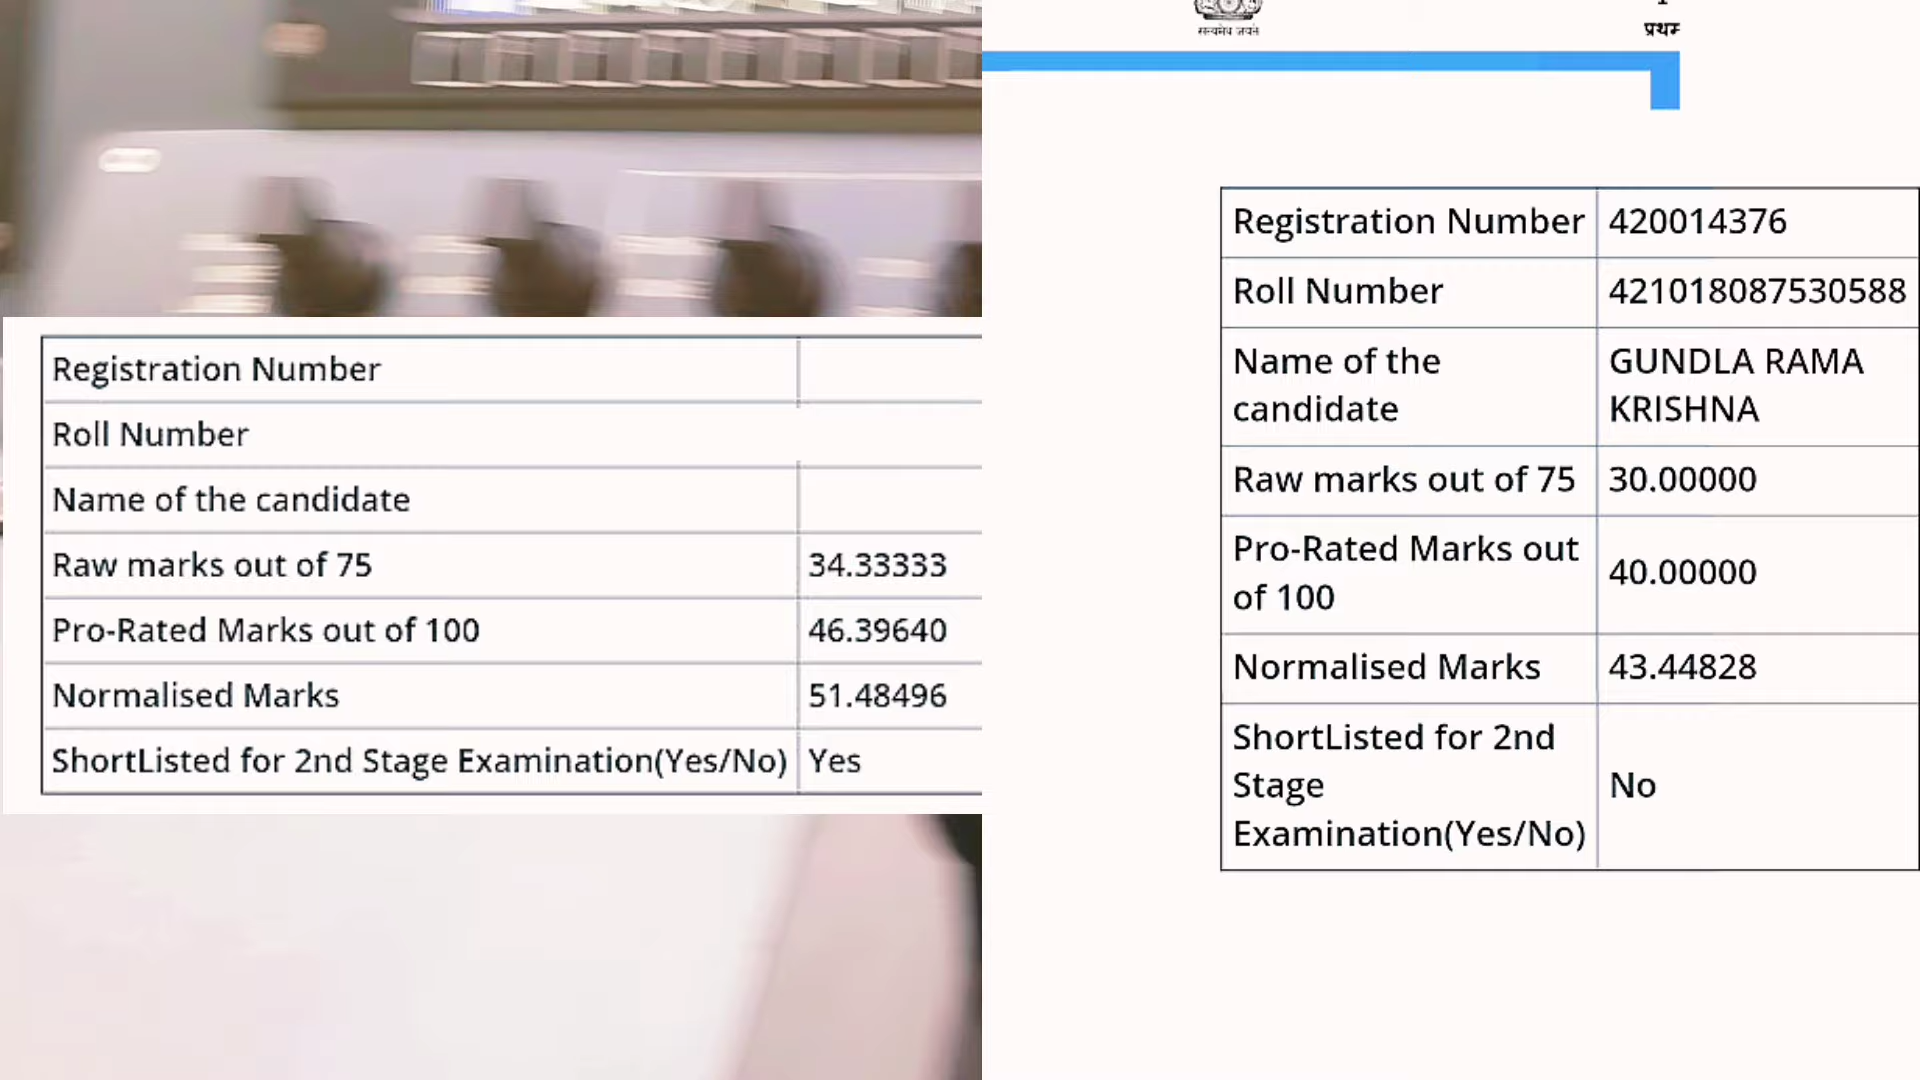 Registration Number
Roll Number
Name of the candidate
Raw marks out of 75 34.33333
Pro-Rated Marks out of 100 46.39640
Normalised Marks 51.48496
ShortListed for 2nd Stage Examination(Yes/No) Yes
सत्यमेव जयते
प्रथम
Registration Number 420014376
Roll Number 421018087530588
Name of the
candidate
GUNDLA RAMA
KRISHNA
Raw marks out of 75 30.00000
Pro-Rated Marks out
of 100
40.00000
Normalised Marks 43.44828
ShortListed for 2nd
Stage
Examination(Yes/No)
No